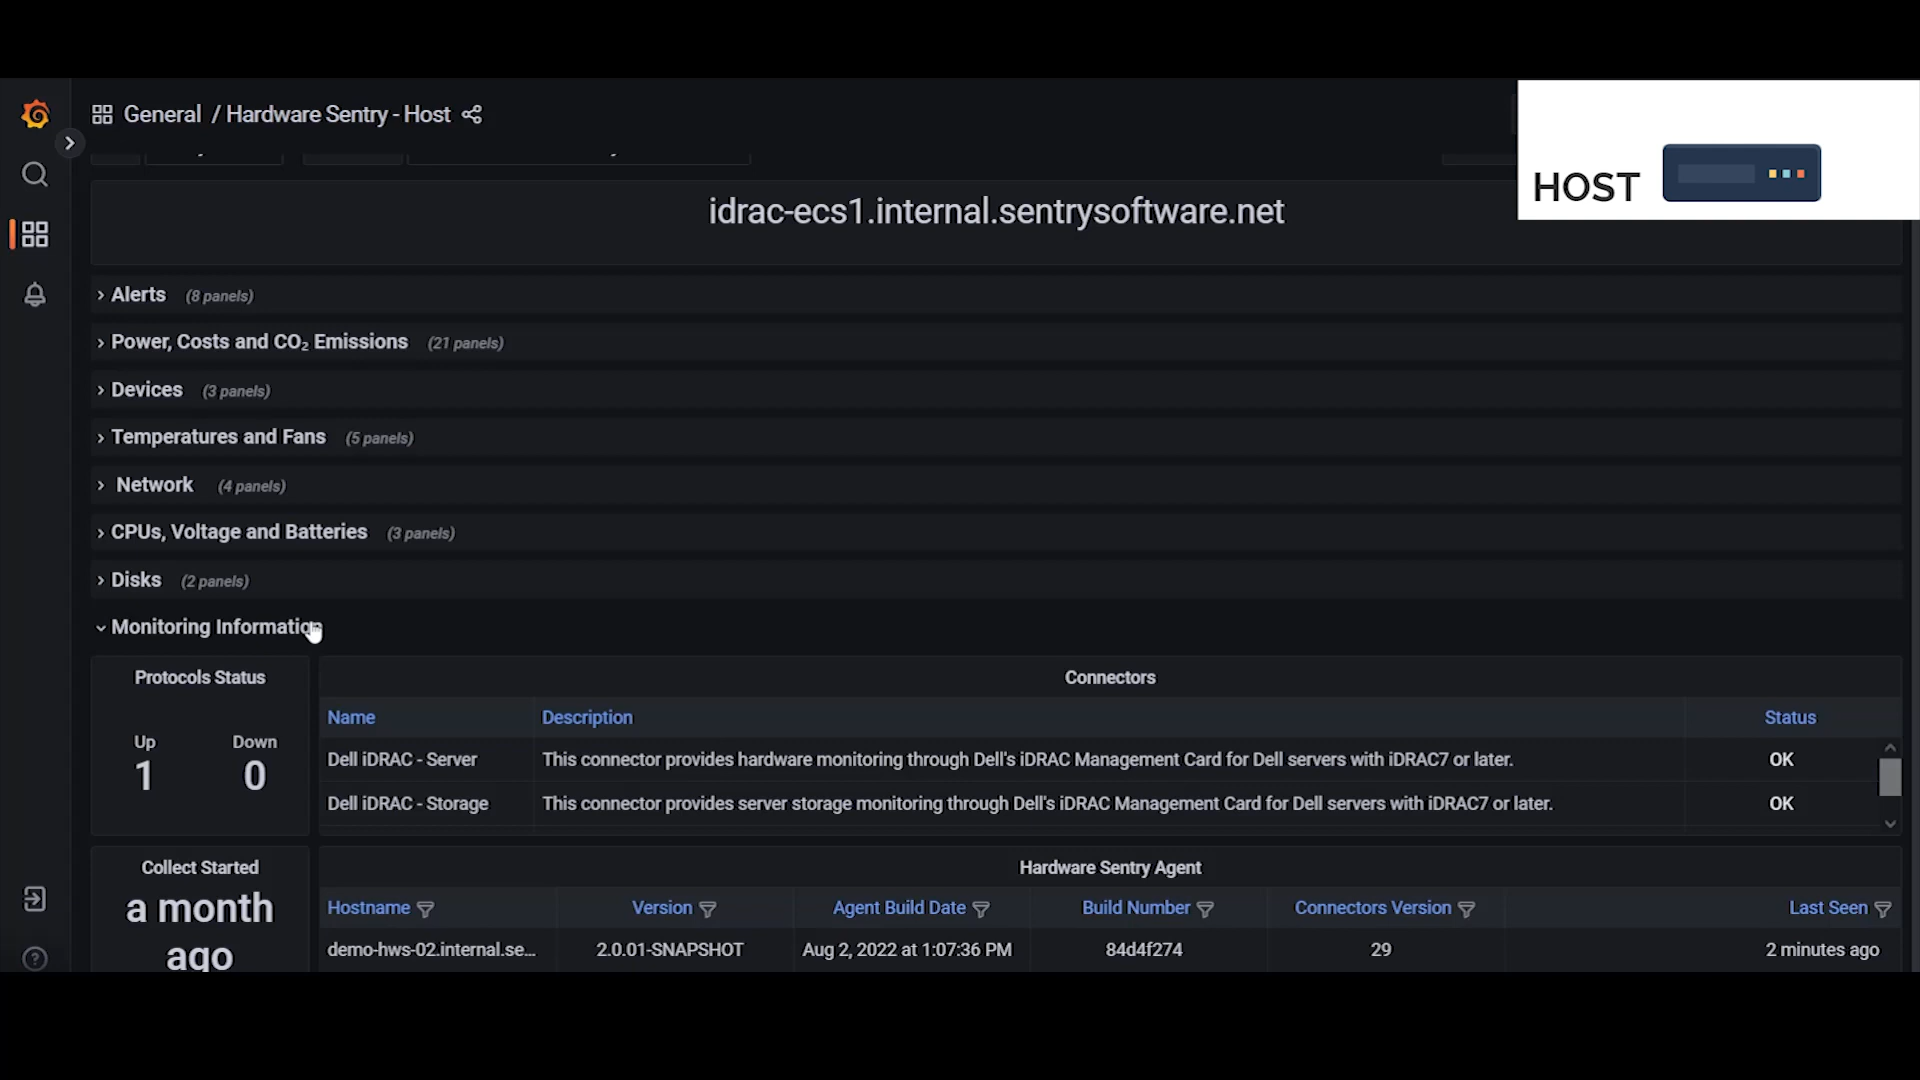 General / Hardware Sentry - Host
HOST
idrac-ecs1.internal.sentrysoftware.net
Alerts (8 panels)
Power, Costs and CO₂ Emissions (21 panels)
Devices (3 panels)
Temperatures and Fans (5 panels)
Network (4 panels)
CPUs, Voltage and Batteries (3 panels)
Disks (2 panels)
Monitoring Information
Protocols Status
Up Down
1 0
Connectors
Name Description Status
Dell iDRAC - Server This connector provides hardware monitoring through Dell's iDRAC Management Card for Dell servers with iDRAC7 or later. OK
Dell iDRAC - Storage This connector provides server storage monitoring through Dell's iDRAC Management Card for Dell servers with iDRAC7 or later. OK
Collect Started
a month
ago
Hardware Sentry Agent
Hostname Version Agent Build Date Build Number Connectors Version Last Seen
demo-hws-02.internal.se... 2.0.01-SNAPSHOT Aug 2, 2022 at 1:07:36 PM 84d4f274 29 2 minutes ago